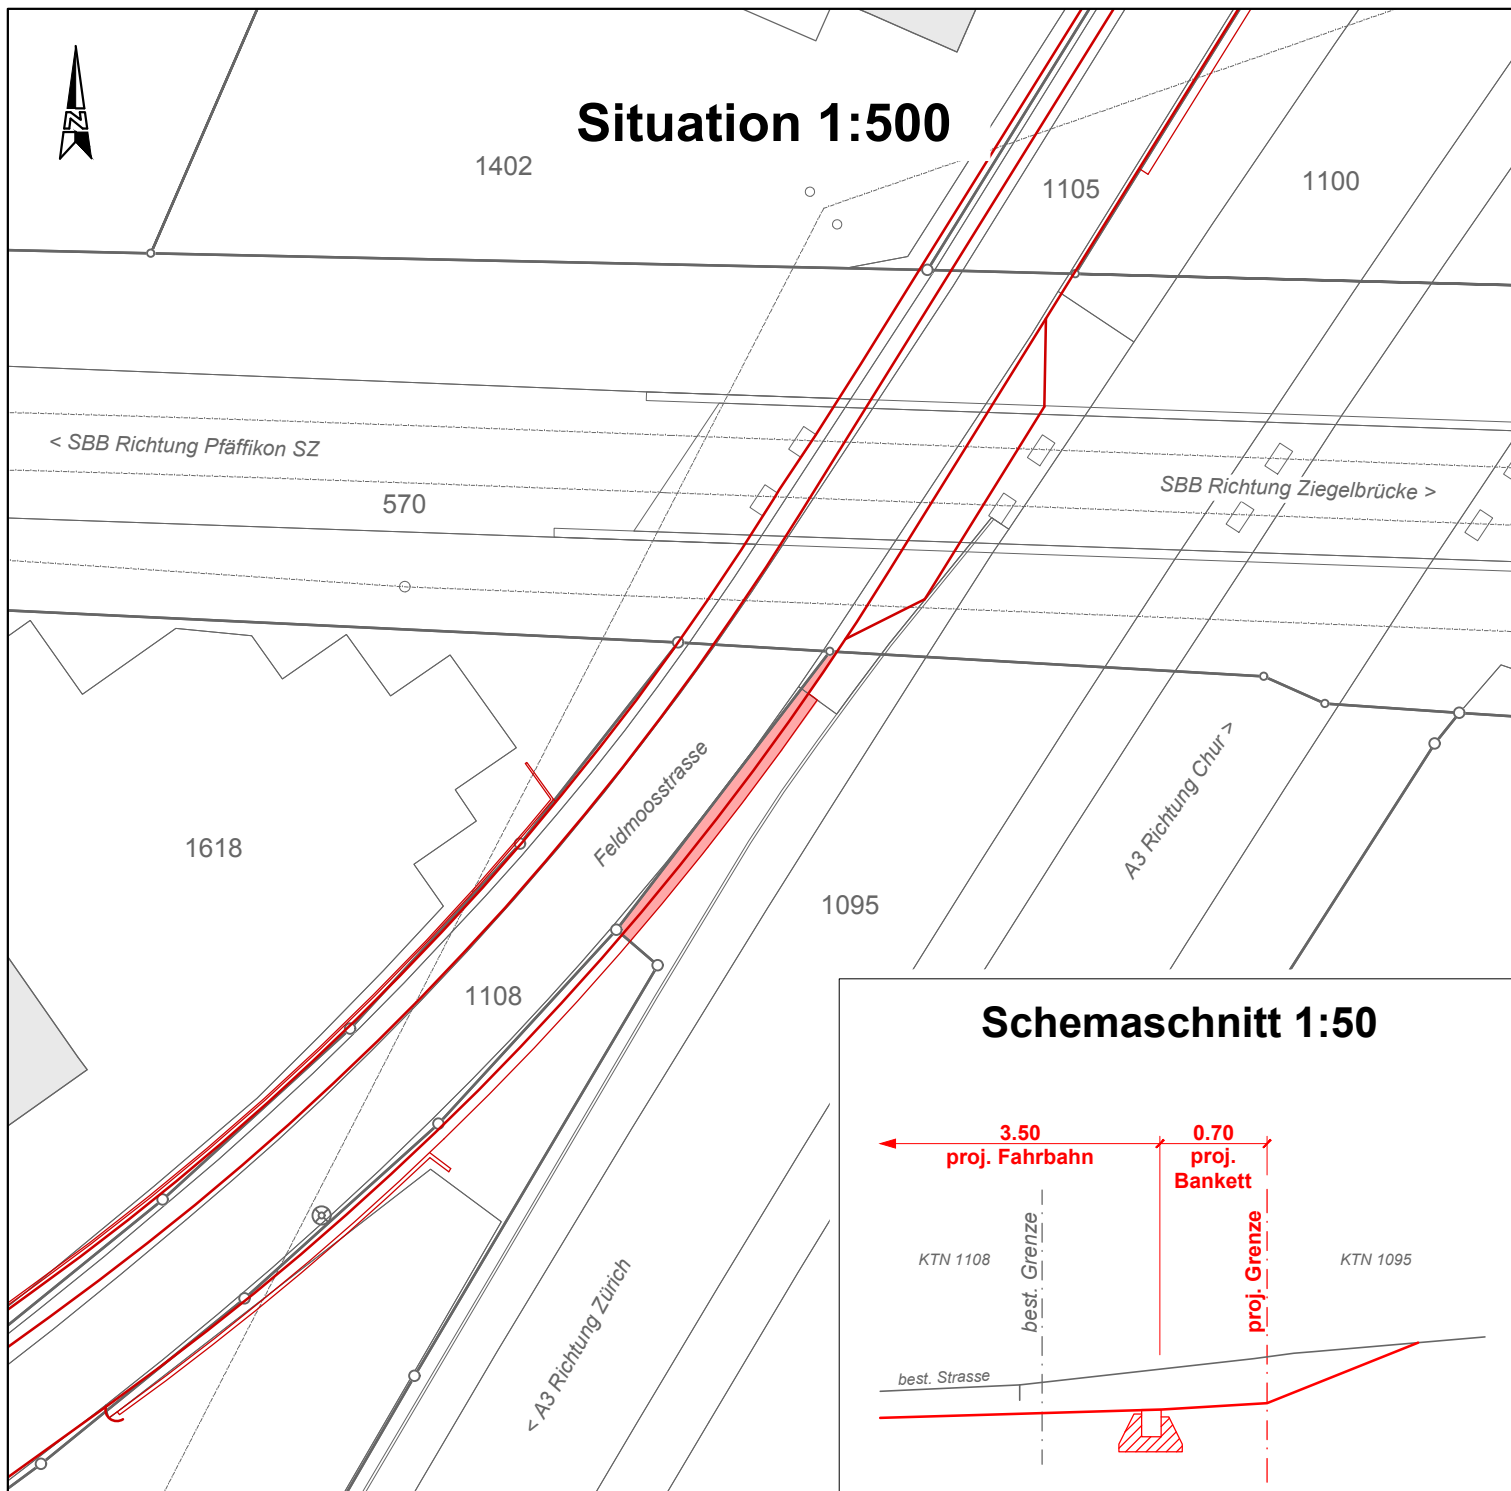 Situation 1:500
N
1402
1105
1100
< SBB Richtung Pfäffikon SZ
570
SBB Richtung Ziegelbrücke >
Feldmoosstrasse
A3 Richtung Chur >
1618
1095
1108
< A3 Richtung Zürich
Schemaschnitt 1:50
3.50
proj. Fahrbahn
0.70
proj.
Bankett
KTN 1108
best. Grenze
proj. Grenze
KTN 1095
best. Strasse